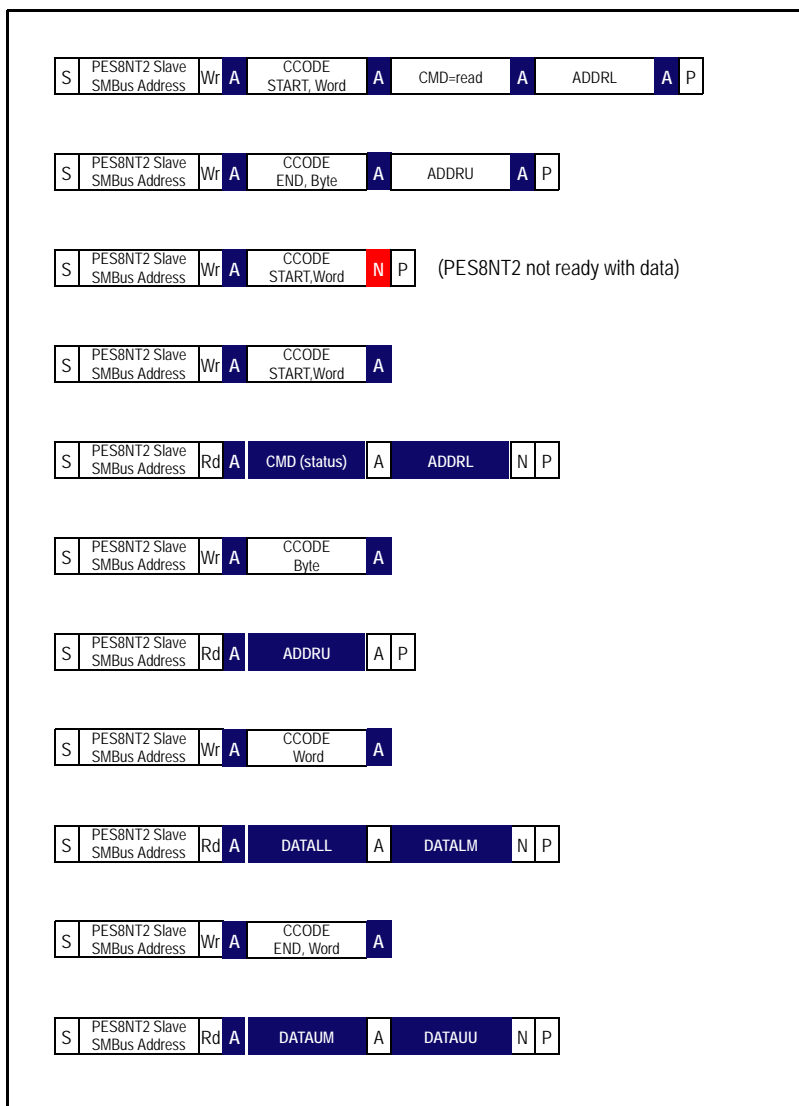 S PES8NT2 Slave SMBus Address Wr A CCODE START, Word A CMD=read A ADDRL A P
S PES8NT2 Slave SMBus Address Wr A CCODE END, Byte A ADDRU A P
S PES8NT2 Slave SMBus Address Wr A CCODE START,Word N P (PES8NT2 not ready with data)
S PES8NT2 Slave SMBus Address Wr A CCODE START,Word A
S PES8NT2 Slave SMBus Address Rd A CMD (status) A ADDRL N P
S PES8NT2 Slave SMBus Address Wr A CCODE Byte A
S PES8NT2 Slave SMBus Address Rd A ADDRU A P
S PES8NT2 Slave SMBus Address Wr A CCODE Word A
S PES8NT2 Slave SMBus Address Rd A DATALL A DATALM N P
S PES8NT2 Slave SMBus Address Wr A CCODE END, Word A
S PES8NT2 Slave SMBus Address Rd A DATAUM A DATAUU N P